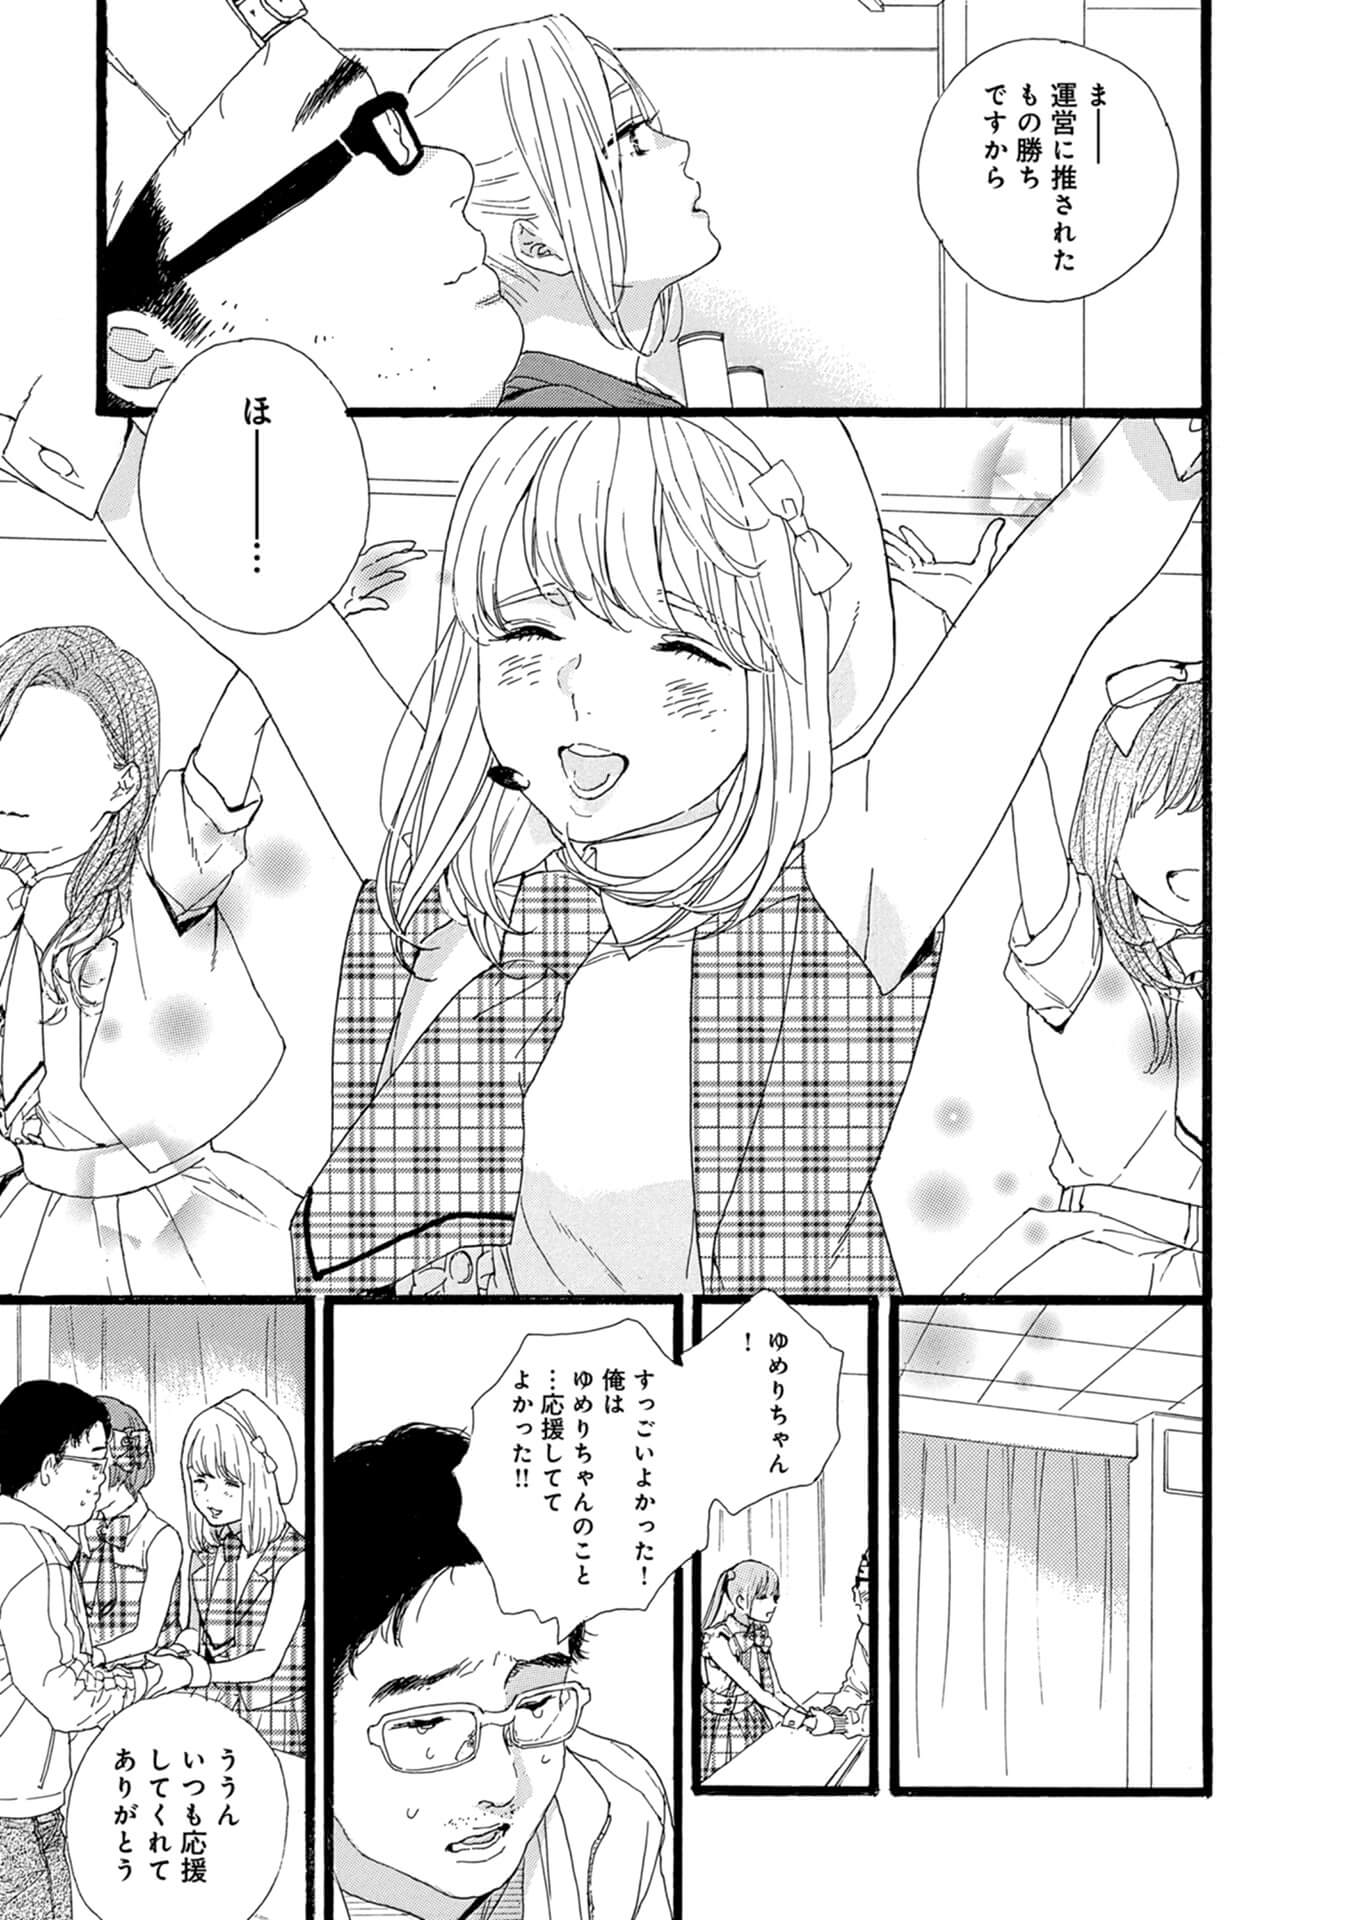 まー
運営に推された
もの勝ち
ですから
ほー…
ゆめりちゃん
！
すっごいよかった！
俺は
ゆめりちゃんのこと
…応援してて
よかった!!
ううん
いつも応援
してくれて
ありがとう